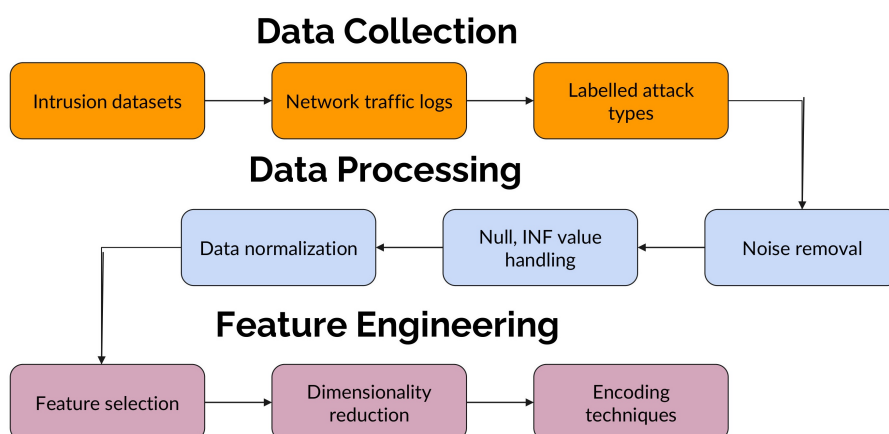 Data Collection
Intrusion datasets
Network traffic logs
Labelled attack
types
Data Processing
Data normalization
Null, INF value
handling
Noise removal
Feature Engineering
Feature selection
Dimensionality
reduction
Encoding
techniques